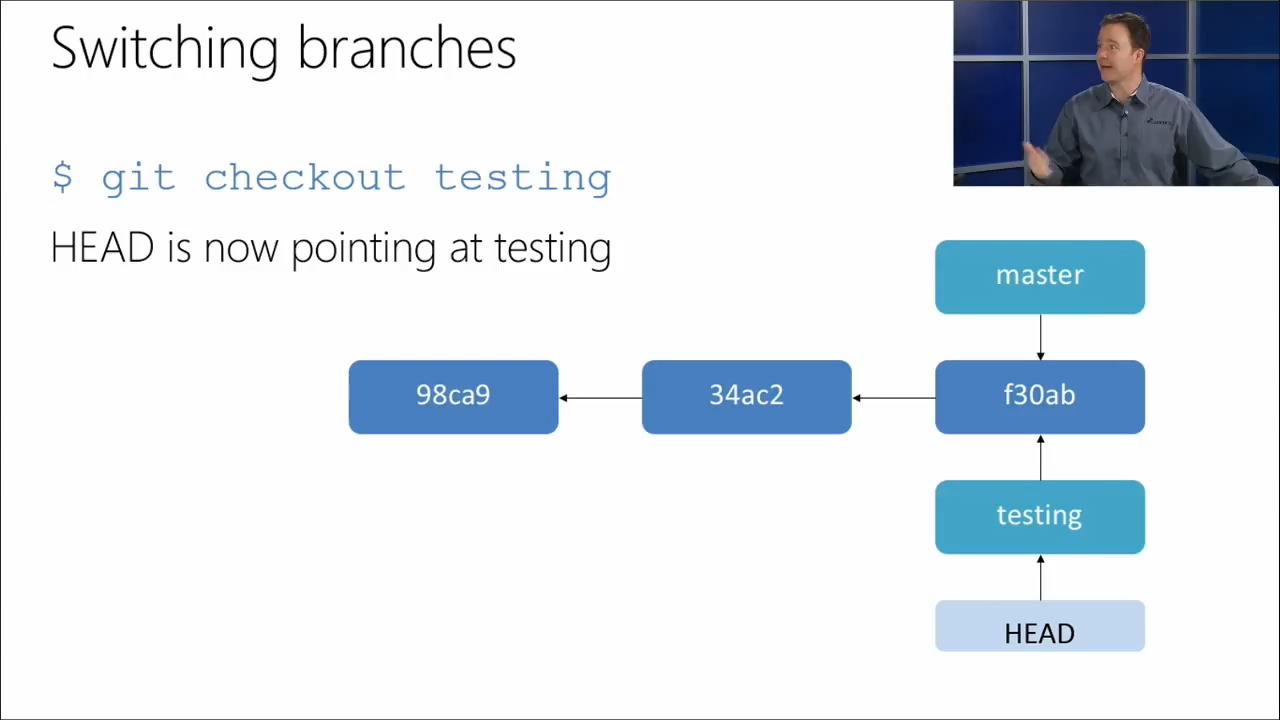 Switching branches
$ git checkout testing
HEAD is now pointing at testing
master
98ca9
34ac2
f30ab
testing
HEAD